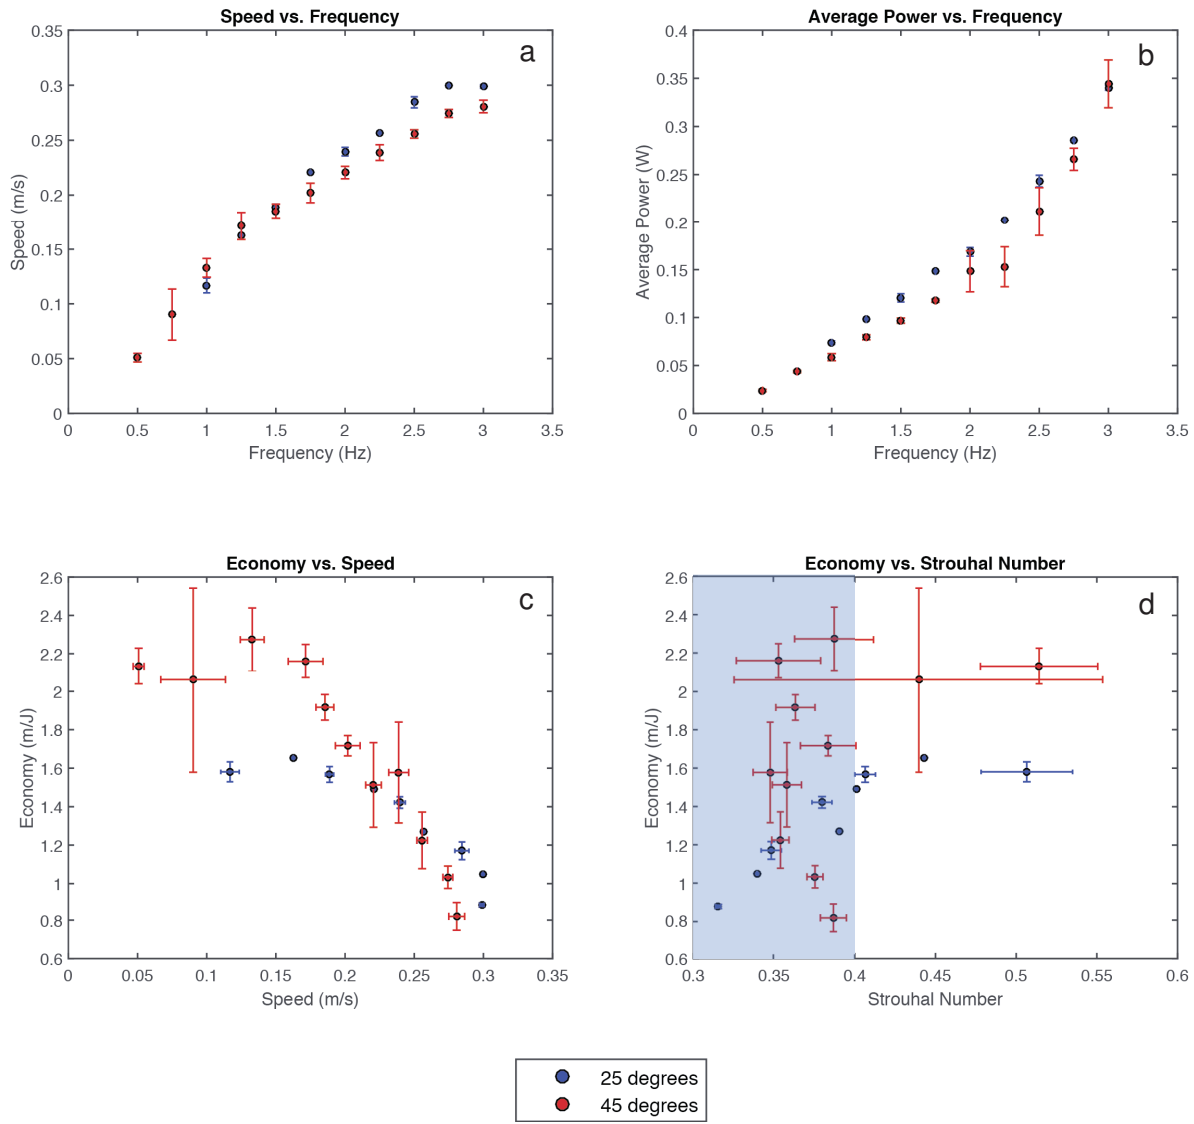 Speed vs. Frequency
a
0.35
0.3
0.25
0.2
0.15
0.1
0.05
0
Speed (m/s)
0 0.5 1 1.5 2 2.5 3 3.5
Frequency (Hz)
Average Power vs. Frequency
b
0.4
0.35
0.3
0.25
0.2
0.15
0.1
0.05
0
Average Power (W)
0 0.5 1 1.5 2 2.5 3 3.5
Frequency (Hz)
Economy vs. Speed
c
2.6
2.4
2.2
2
1.8
1.6
1.4
1.2
1
0.8
0.6
Economy (m/J)
0 0.05 0.1 0.15 0.2 0.25 0.3 0.35
Speed (m/s)
Economy vs. Strouhal Number
d
2.6
2.4
2.2
2
1.8
1.6
1.4
1.2
1
0.8
0.6
Economy (m/J)
0.3 0.35 0.4 0.45 0.5 0.55 0.6
Strouhal Number
25 degrees
45 degrees